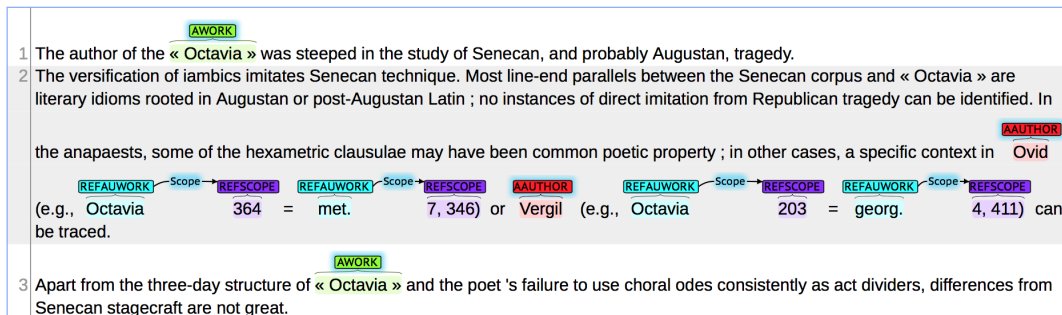 AWORK
1 The author of the « Octavia » was steeped in the study of Senecan, and probably Augustan, tragedy.
2 The versification of iambics imitates Senecan technique. Most line-end parallels between the Senecan corpus and « Octavia » are
literary idioms rooted in Augustan or post-Augustan Latin ; no instances of direct imitation from Republican tragedy can be identified. In
AAUTHOR
the anapaests, some of the hexametric clausulae may have been common poetic property ; in other cases, a specific context in Ovid
REFAUWORK Scope REFSCOPE REFAUWORK Scope REFSCOPE AAUTHOR REFAUWORK Scope REFSCOPE REFAUWORK Scope REFSCOPE
(e.g., Octavia 364 = met. 7, 346) or Vergil (e.g., Octavia 203 = georg. 4, 411) can
be traced.
AWORK
3 Apart from the three-day structure of « Octavia » and the poet 's failure to use choral odes consistently as act dividers, differences from
Senecan stagecraft are not great.